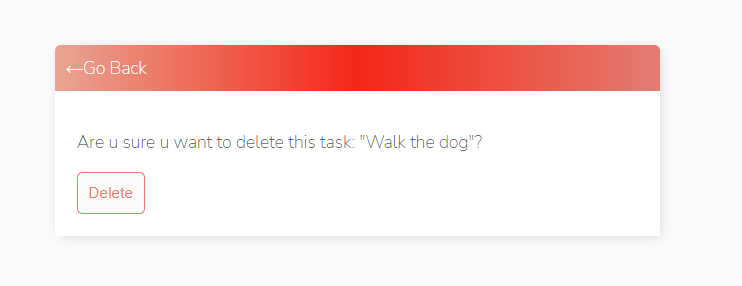 ←Go Back
Are u sure u want to delete this task: "Walk the dog"?
Delete